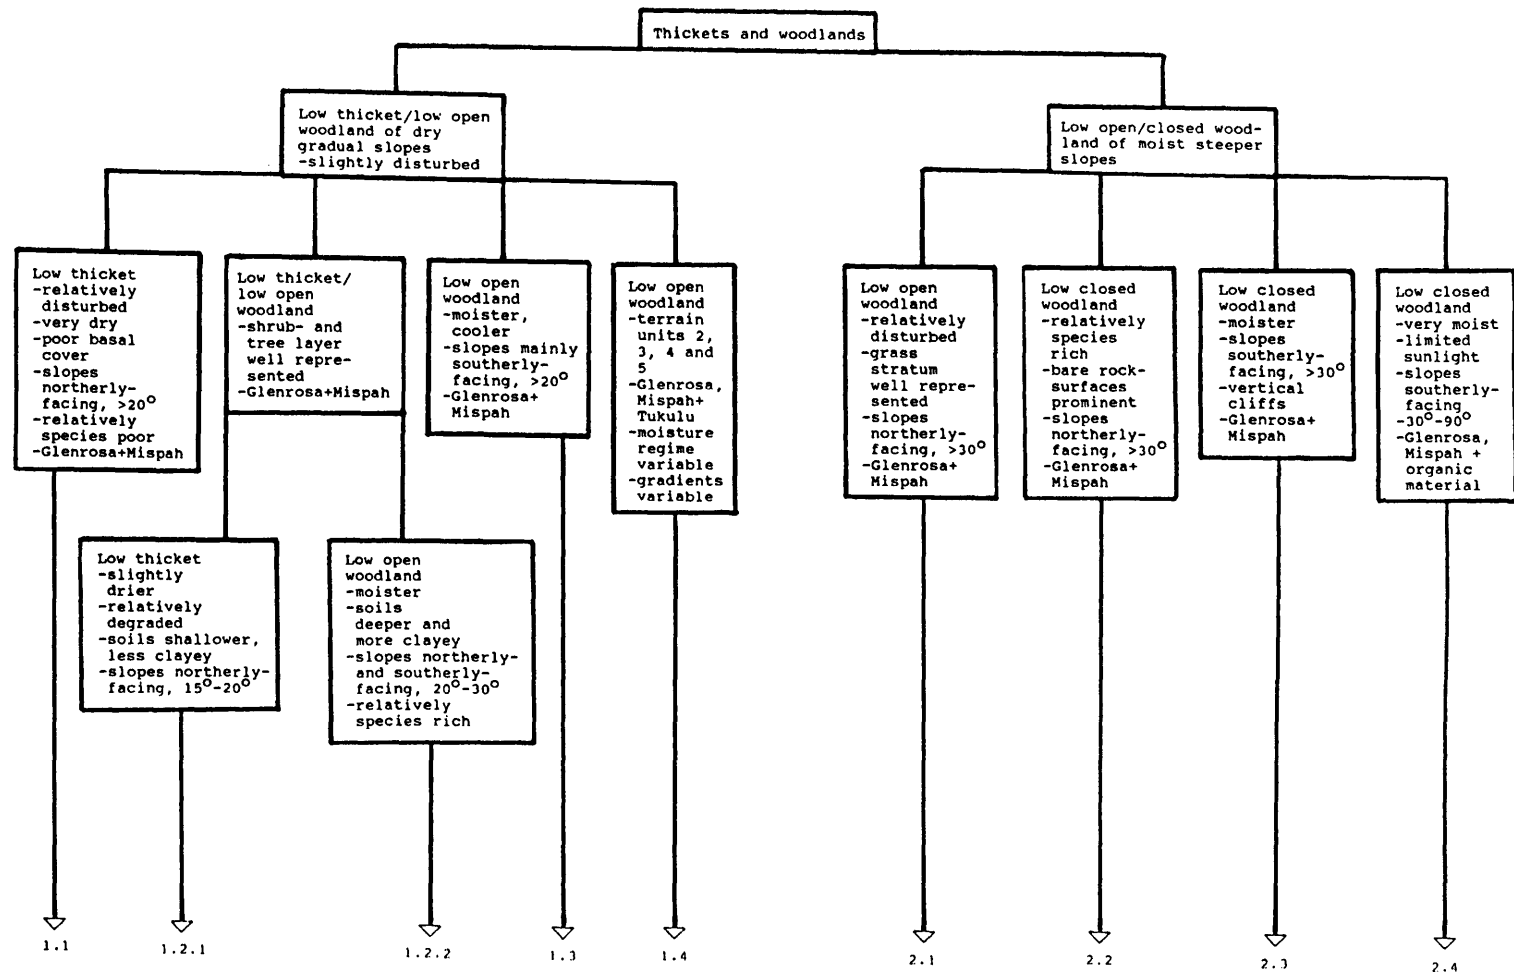 Thickets and woodlands
Low thicket/low open
woodland of dry
gradual slopes
-slightly disturbed
Low open/closed wood-
land of moist steeper
slopes
Low thicket
-relatively
disturbed
-very dry
-poor basal
cover
-slopes
northerly-
facing, >20°
-relatively
species poor
-Glenrosa+Mispah
Low thicket/
low open
woodland
-shrub- and
tree layer
well repre-
sented
-Glenrosa+Mispah
Low open
woodland
-moister,
cooler
-slopes mainly
southerly-
facing, >20°
-Glenrosa+
Mispah
Low open
woodland
-terrain
units 2,
3, 4 and
5
-Glenrosa,
Mispah+
Tukulu
-moisture
regime
variable
-gradients
variable
Low open
woodland
-relatively
disturbed
-grass
stratum
well repre-
sented
-slopes
northerly-
facing, >30°
-Glenrosa+
Mispah
Low closed
woodland
-relatively
species
rich
-bare rock-
surfaces
prominent
-slopes
northerly-
facing, >30°
-Glenrosa+
Mispah
Low closed
woodland
-moister
-slopes
southerly-
facing, >30°
-vertical
cliffs
-Glenrosa+
Mispah
Low closed
woodland
-very moist
-limited
sunlight
-slopes
southerly-
facing
-30°-90°
-Glenrosa,
Mispah +
organic
material
Low thicket
-slightly
drier
-relatively
degraded
-soils shallower,
less clayey
-slopes northerly-
facing, 15°-20°
Low open
woodland
-moister
-soils
deeper and
more clayey
-slopes northerly-
and southerly-
facing, 20°-30°
-relatively
species rich
1.1
1.2.1
1.2.2
1.3
1.4
2.1
2.2
2.3
2.4